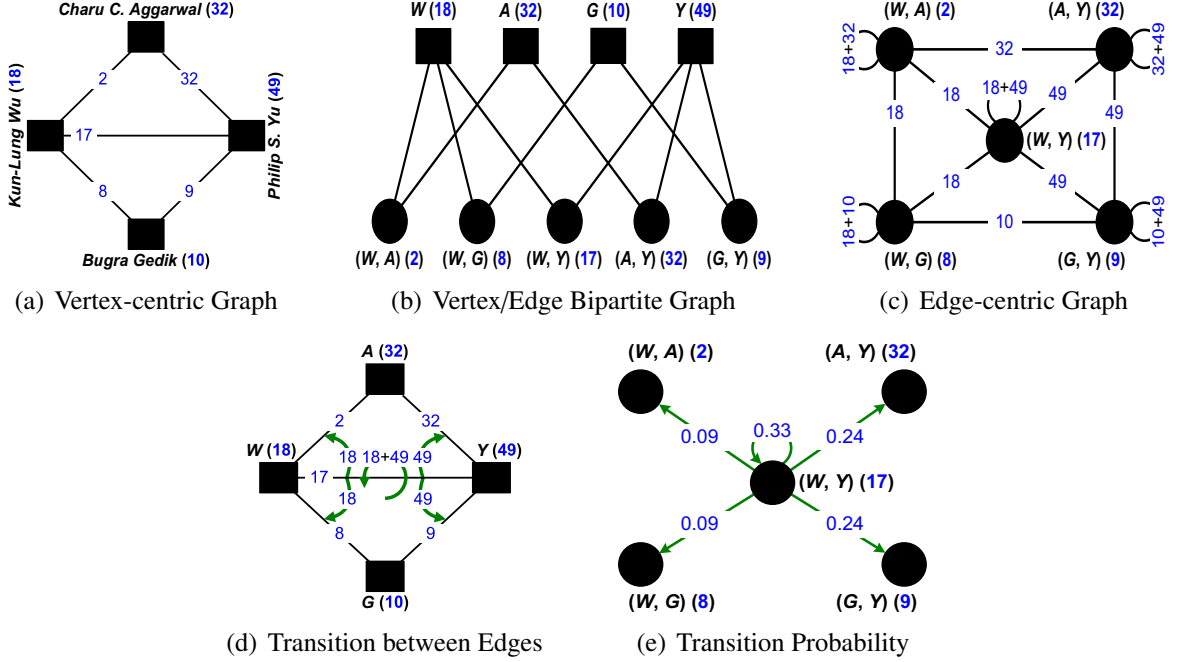 Charu C. Aggarwal (32)
Kun-Lung Wu (18)
Philip S. Yu (49)
2
32
17
8
9
Bugra Gedik (10)
(a) Vertex-centric Graph
W (18) A (32) G (10) Y (49)
(W, A) (2) (W, G) (8) (W, Y) (17) (A, Y) (32) (G, Y) (9)
(b) Vertex/Edge Bipartite Graph
(W, A) (2) (A, Y) (32)
18+32
32
32+49
18
18+49
49
18
49
(W, Y) (17)
18
49
18+10
10
10+49
(W, G) (8) (G, Y) (9)
(c) Edge-centric Graph
A (32)
2
32
W (18)
Y (49)
18
18+49
49
17
18
49
8
9
G (10)
(d) Transition between Edges
(W, A) (2) (A, Y) (32)
0.09
0.33
0.24
(W, Y) (17)
0.09
0.24
(W, G) (8) (G, Y) (9)
(e) Transition Probability